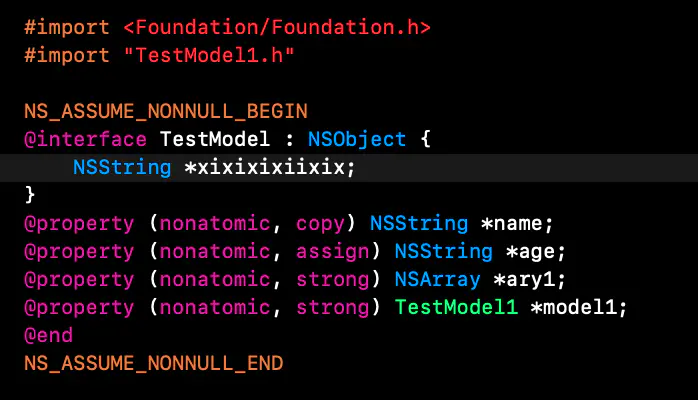 #import <Foundation/Foundation.h>
#import "TestModel1.h"
NS_ASSUME_NONNULL_BEGIN
@interface TestModel : NSObject {
NSString *xixixixiixix;
}
@property (nonatomic, copy) NSString *name;
@property (nonatomic, assign) NSString *age;
@property (nonatomic, strong) NSArray *ary1;
@property (nonatomic, strong) TestModel1 *model1;
@end
NS_ASSUME_NONNULL_END